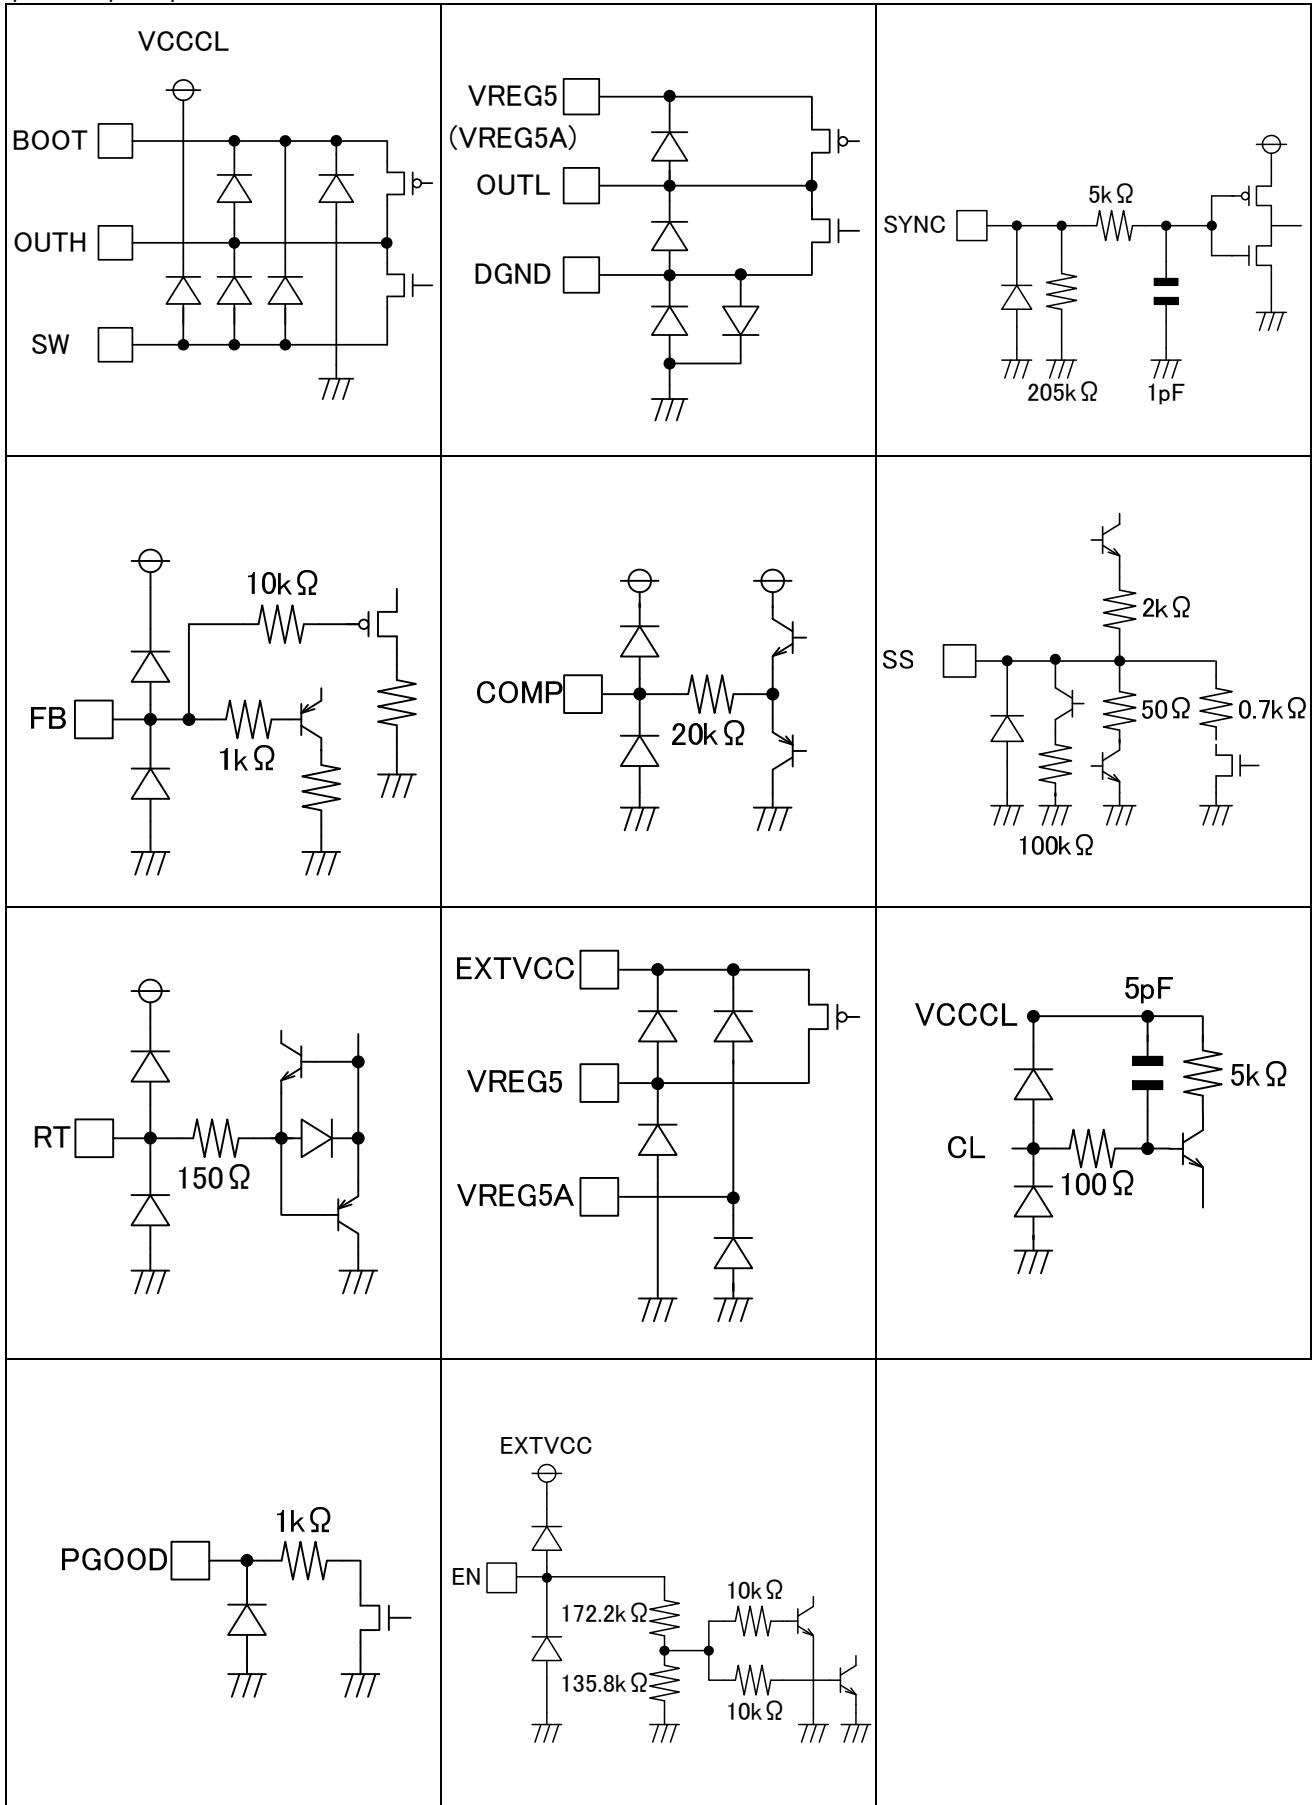 VCCCL
BOOT
OUTH
SW
VREG5
(VREG5A)
OUTL
DGND
SYNC
5kΩ
205kΩ
1pF
FB
10kΩ
1kΩ
COMP
20kΩ
SS
2kΩ
50Ω
0.7kΩ
100kΩ
RT
150Ω
EXTVCC
VREG5
VREG5A
VCCCL
5pF
5kΩ
CL
100Ω
PGOOD
1kΩ
EXTVCC
EN
172.2kΩ
135.8kΩ
10kΩ
10kΩ